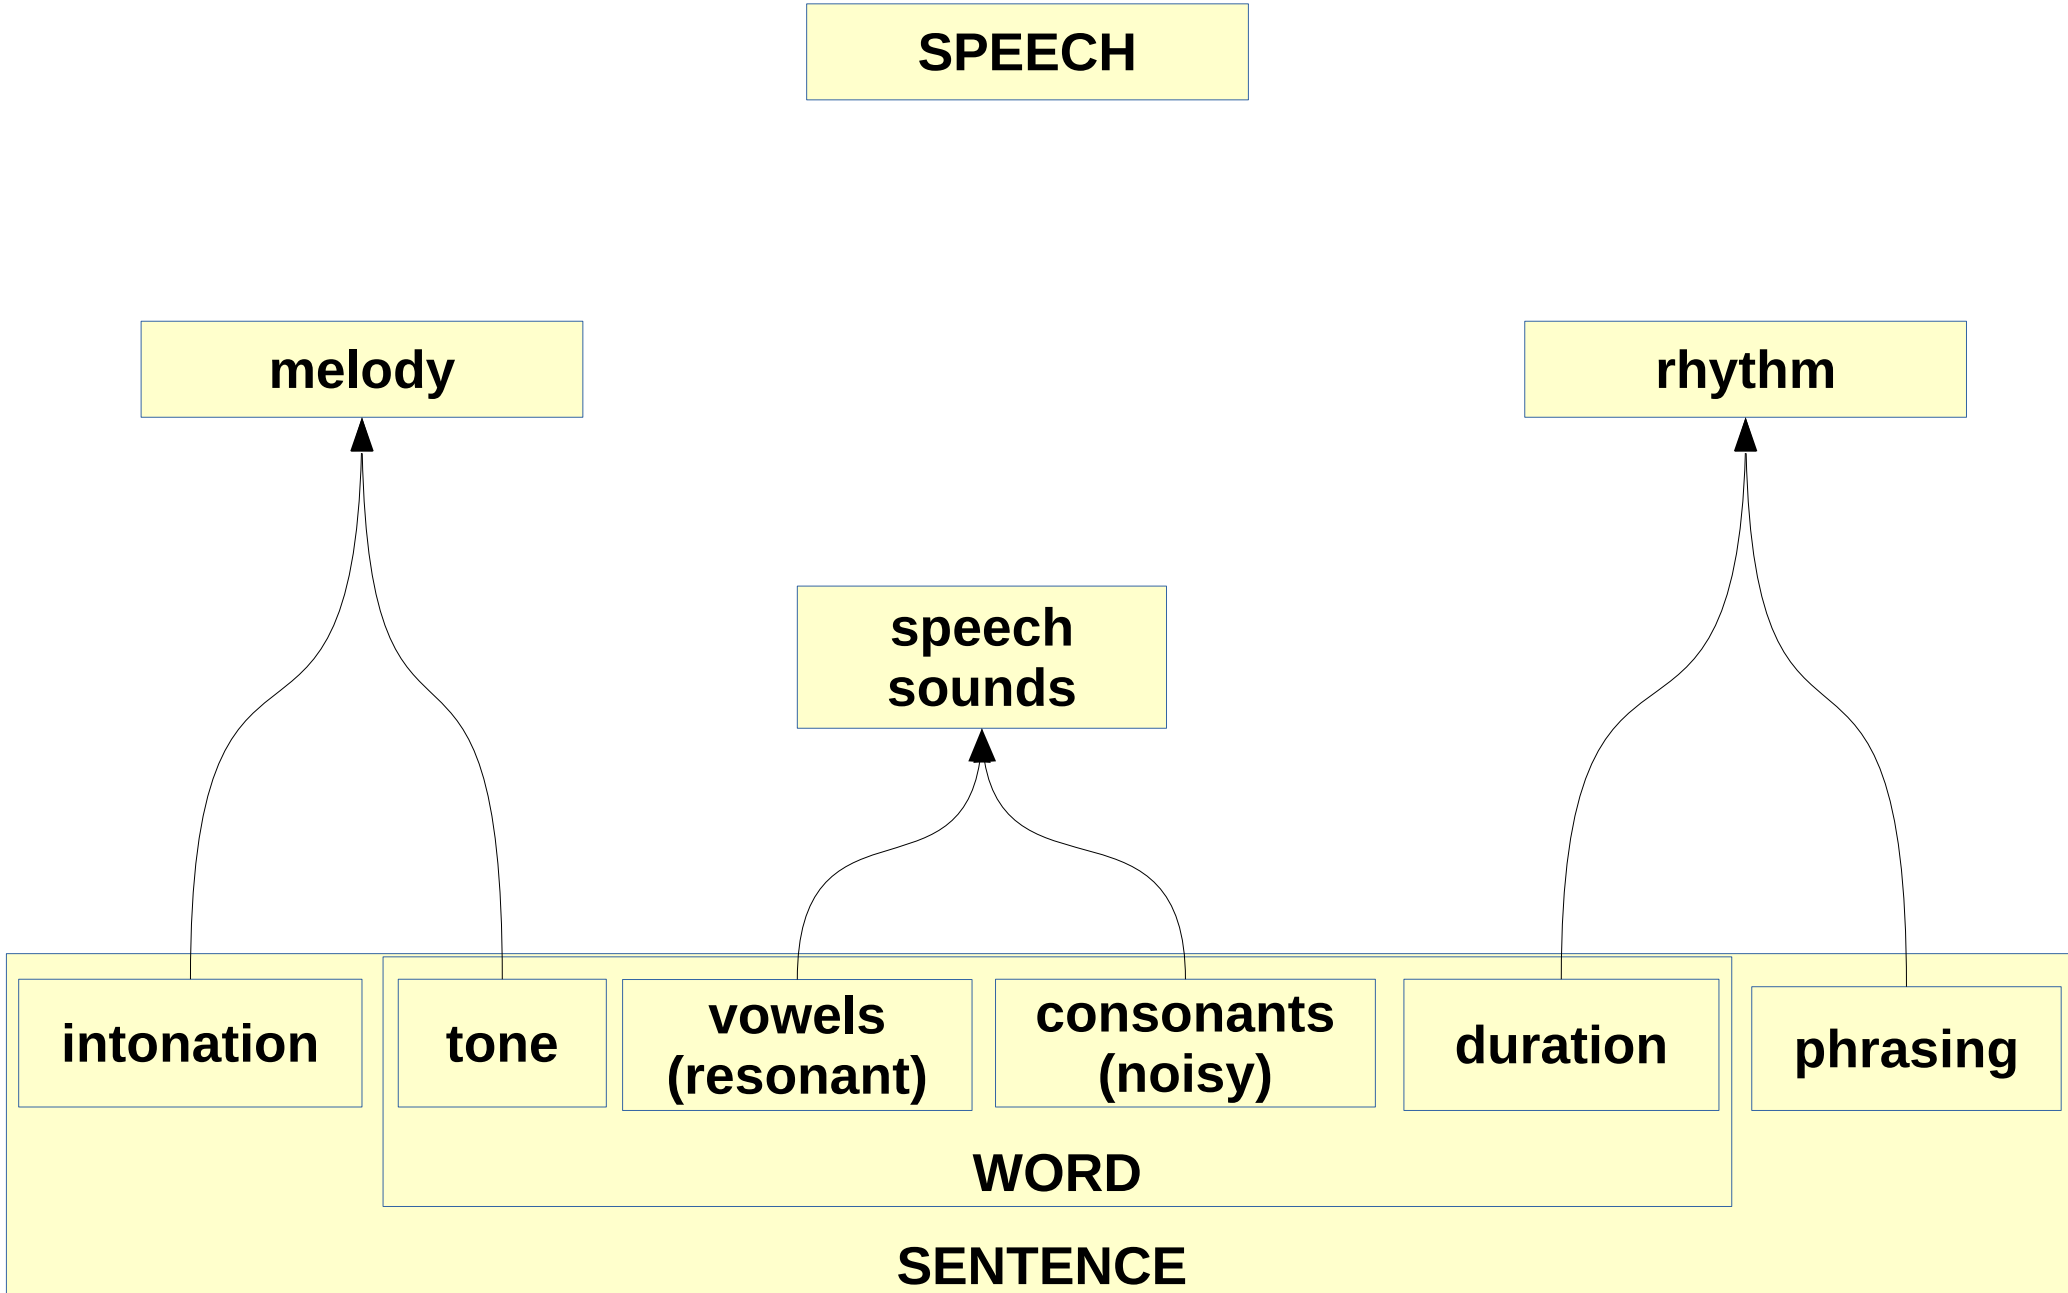 SPEECH
melody
rhythm
speech
sounds
intonation
tone
vowels
(resonant)
consonants
(noisy)
duration
phrasing
WORD
SENTENCE